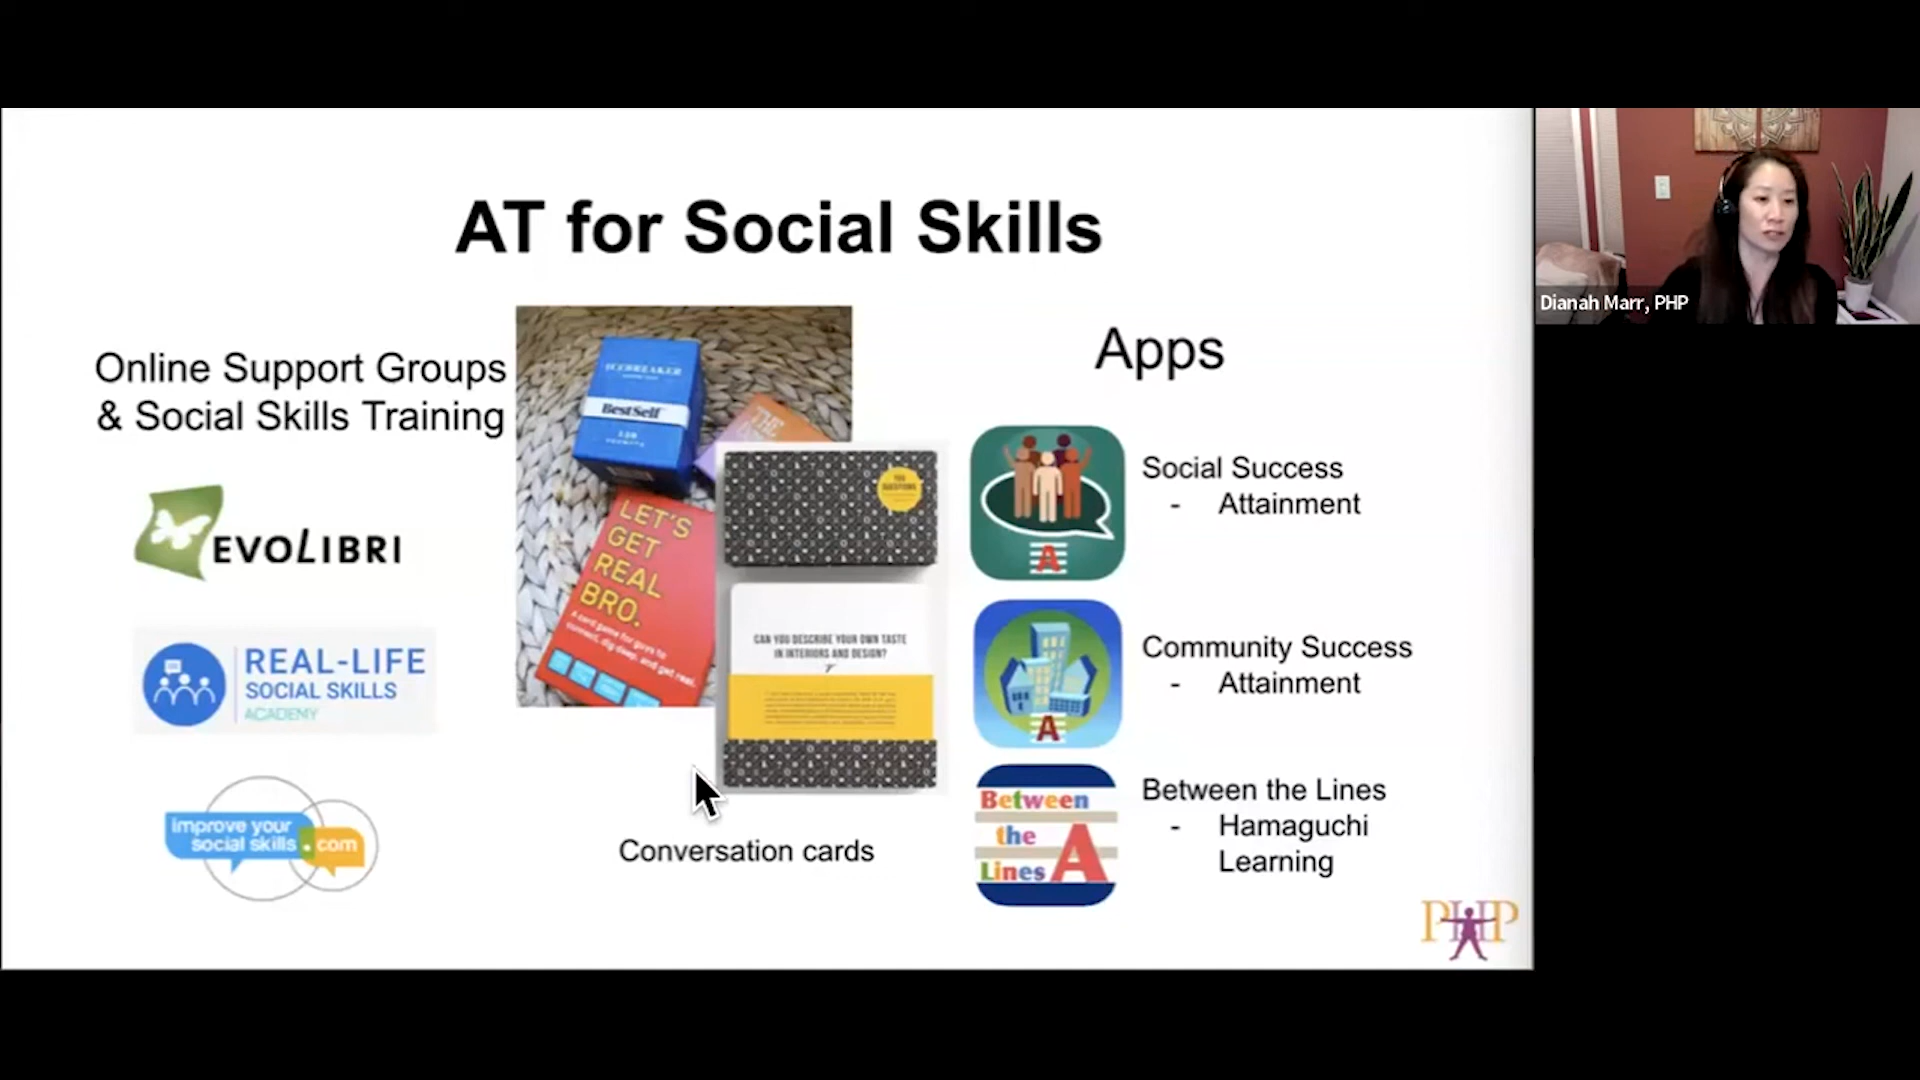 AT for Social Skills
Online Support Groups
& Social Skills Training
EVOLIBRI
REAL-LIFE
SOCIAL SKILLS
ACADEMY
improve your
social skills.com
ICEBREAKER
BestSelf
THE
LET'S
GET
REAL
BRO.
A card game for guys to
connect, dig deep, and get real.
100
QUESTIONS
CAN YOU DESCRIBE YOUR OWN TASTE
IN INTERIORS AND DESIGN?
Conversation cards
Apps
A
Social Success
- Attainment
A
Community Success
- Attainment
Between
the
Lines
A
Between the Lines
- Hamaguchi
Learning
PHP
Dianah Marr, PHP